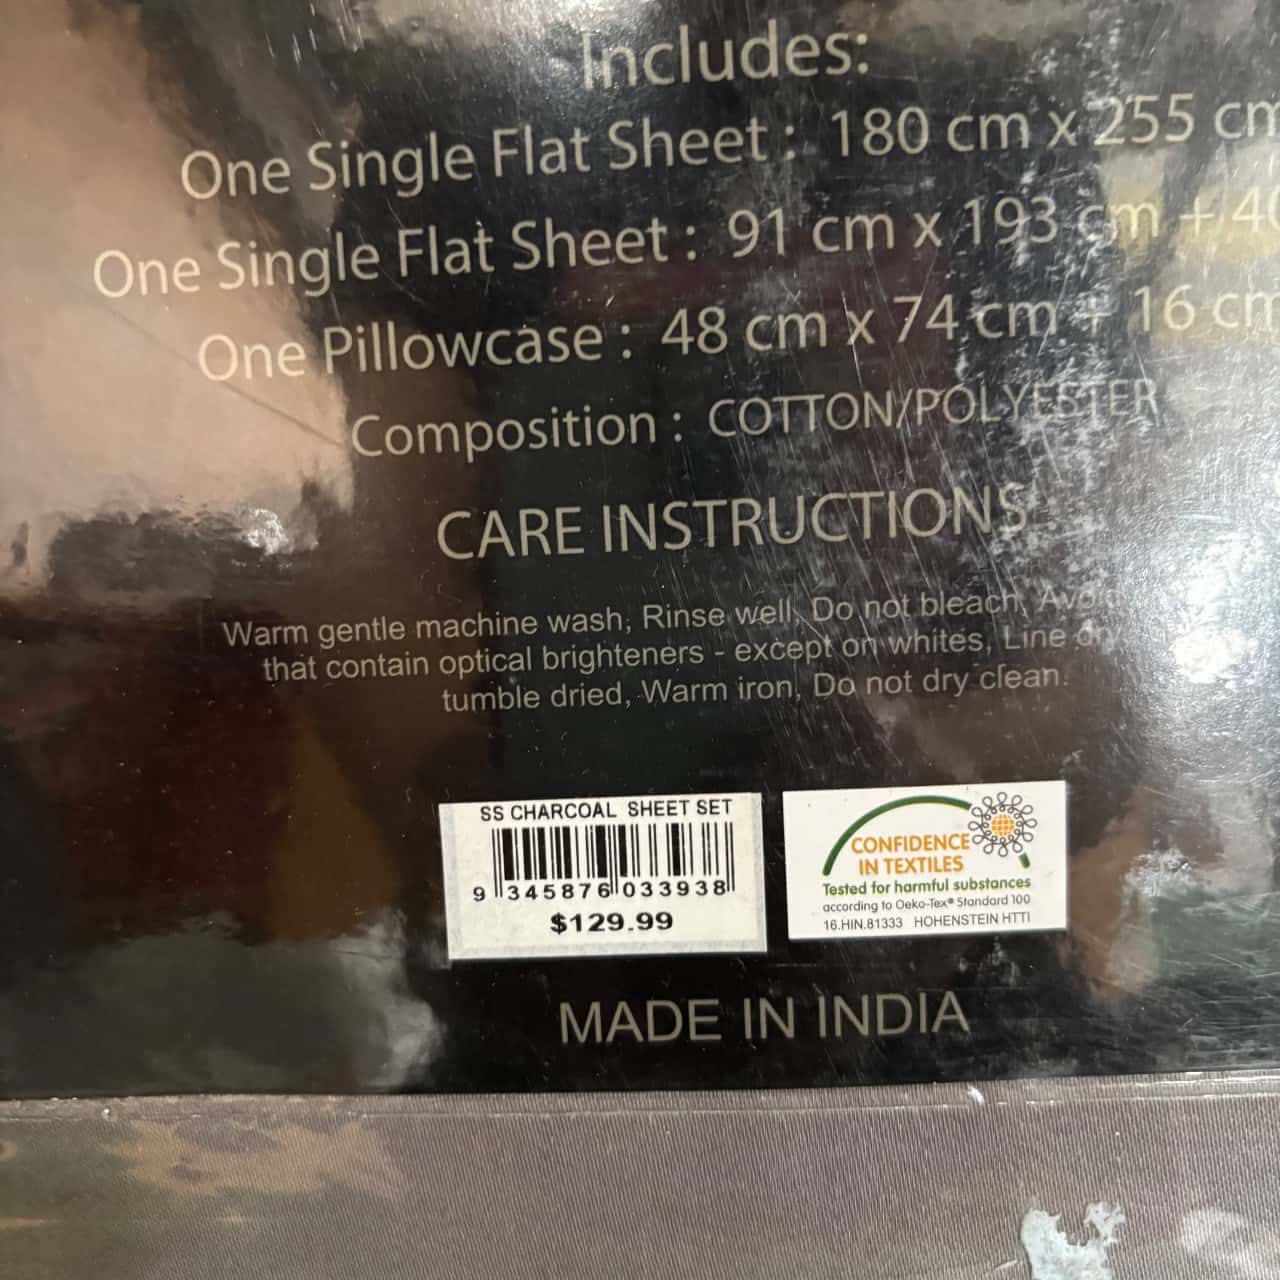 Includes:
One Single Flat Sheet : 180 cm x 255 cm
One Single Flat Sheet : 91 cm x 193 cm + 40
One Pillowcase : 48 cm x 74 cm + 16 cm
Composition : COTTON/POLYESTER
CARE INSTRUCTIONS
Warm gentle machine wash, Rinse well, Do not bleach,
that contain optical brighteners - except on whites, Line dry
tumble dried, Warm iron, Do not dry clean.
SS CHARCOAL SHEET SET
9 345876 033938
$129.99
CONFIDENCE
IN TEXTILES
Tested for harmful substances
according to Oeko-Tex® Standard 100
16.HIN.81333 HOHENSTEIN HTTI
MADE IN INDIA